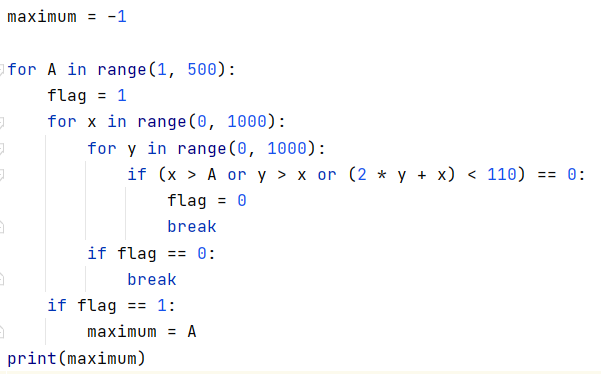 maximum = -1
for A in range(1, 500):
    flag = 1
    for x in range(0, 1000):
        for y in range(0, 1000):
            if (x > A or y > x or (2 * y + x) < 110) == 0:
                flag = 0
                break
        if flag == 0:
            break
    if flag == 1:
        maximum = A
print(maximum)